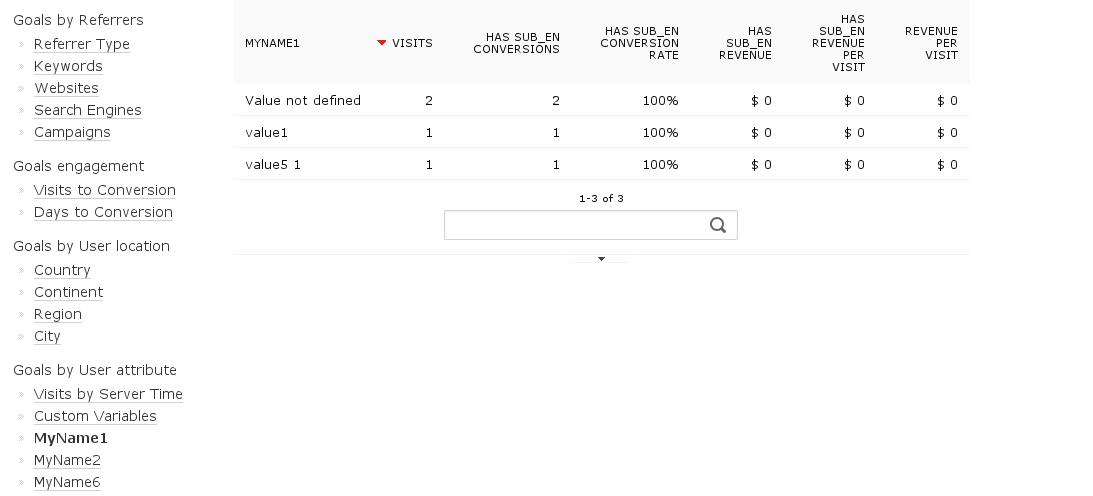 Goals by Referrers
» Referrer Type
» Keywords
» Websites
» Search Engines
» Campaigns
Goals engagement
» Visits to Conversion
» Days to Conversion
Goals by User location
» Country
» Continent
» Region
» City
Goals by User attribute
» Visits by Server Time
» Custom Variables
» MyName1
» MyName2
» MyName6
MYNAME1 VISITS HAS SUB_EN CONVERSIONS HAS SUB_EN CONVERSION RATE HAS SUB_EN REVENUE HAS SUB_EN REVENUE PER VISIT REVENUE PER VISIT
Value not defined 2 2 100% $ 0 $ 0 $ 0
value1 1 1 100% $ 0 $ 0 $ 0
value5 1 1 1 100% $ 0 $ 0 $ 0
1-3 of 3